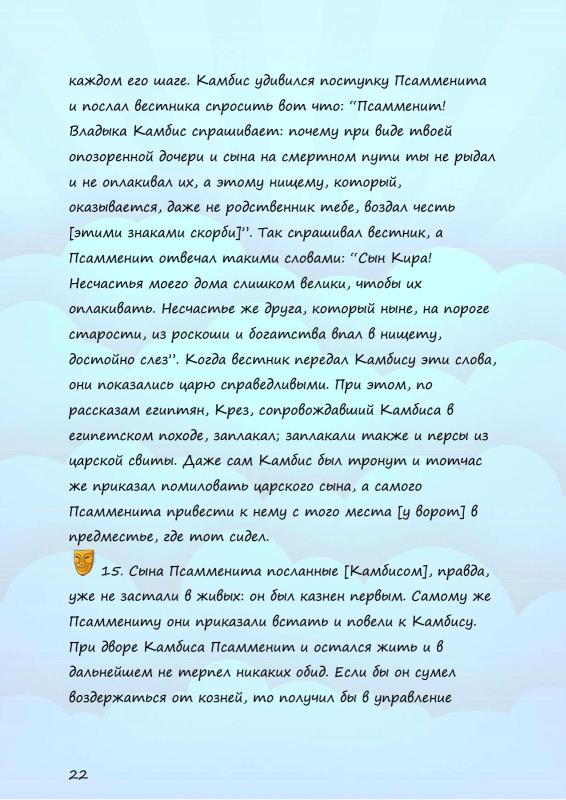 каждом его шаге. Камбис удивился поступку Псамменита
и послал вестника спросить вот что: “Псамменит!
Владыка Камбис спрашивает: почему при виде твоей
опозоренной дочери и сына на смертном пути ты не рыдал
и не оплакивал их, а этому нищему, который,
оказывается, даже не родственник тебе, воздал честь
[этими знаками скорби]”. Так спрашивал вестник, а
Псамменит отвечал такими словами: “Сын Кира!
Несчастья моего дома слишком велики, чтобы их
оплакивать. Несчастье же друга, который ныне, на пороге
старости, из роскоши и богатства впал в нищету,
достойно слез”. Когда вестник передал Камбису эти слова,
они показались царю справедливыми. При этом, по
рассказам египтян, Крез, сопровождавший Камбиса в
египетском походе, заплакал; заплакали также и персы из
царской свиты. Даже сам Камбис был тронут и тотчас
же приказал помиловать царского сына, а самого
Псамменита привести к нему с того места [у ворот] в
предместье, где тот сидел.
15. Сына Псамменита посланные [Камбисом], правда,
уже не застали в живых: он был казнен первым. Самому же
Псаммениту они приказали встать и повели к Камбису.
При дворе Камбиса Псамменит и остался жить и в
дальнейшем не терпел никаких обид. Если бы он сумел
воздержаться от козней, то получил бы в управление
22